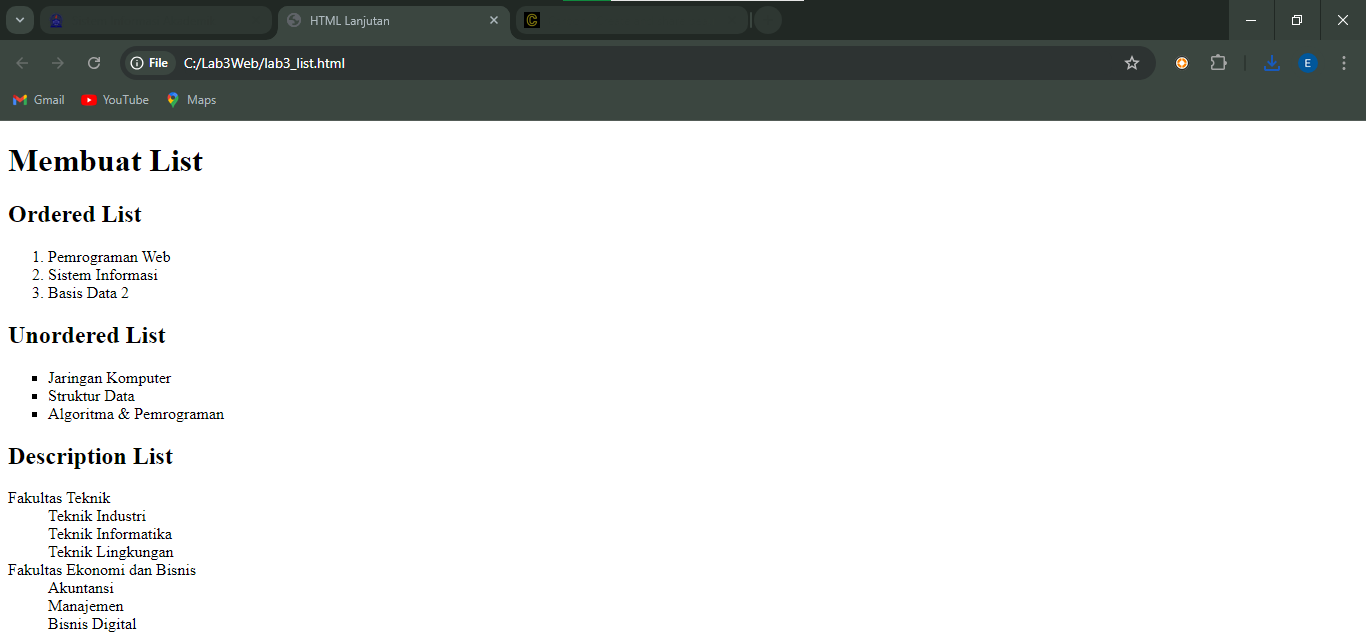 HTML Lanjutan
File C:/Lab3Web/lab3_list.html
E
Gmail YouTube Maps
Membuat List
Ordered List
1. Pemrograman Web
2. Sistem Informasi
3. Basis Data 2
Unordered List
▪ Jaringan Komputer
▪ Struktur Data
▪ Algoritma & Pemrograman
Description List
Fakultas Teknik
Teknik Industri
Teknik Informatika
Teknik Lingkungan
Fakultas Ekonomi dan Bisnis
Akuntansi
Manajemen
Bisnis Digital